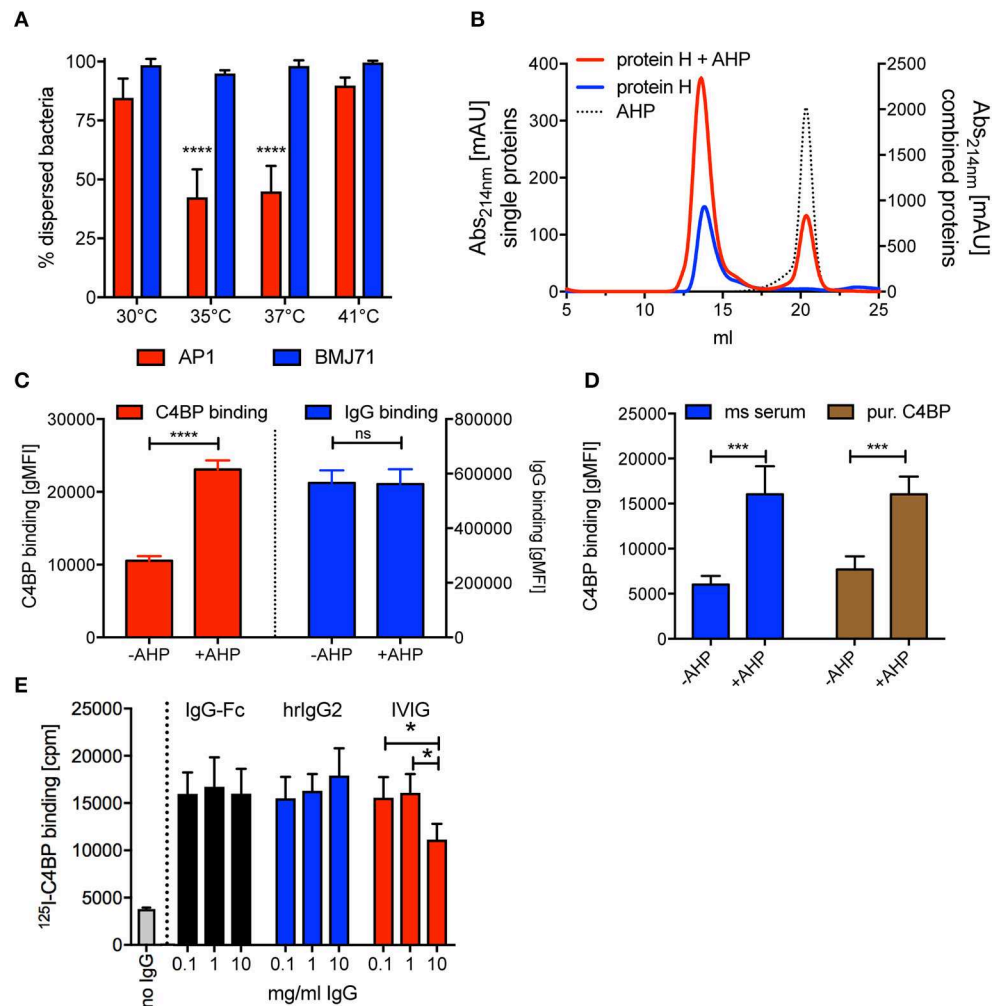 A
% dispersed bacteria
100
75
50
25
0
**** ****
30°C 35°C 37°C 41°C
AP1 BMJ71
B
protein H + AHP
protein H
AHP
Abs214nm [mAU]
single proteins
400
300
200
100
0
2500
2000
1500
1000
500
0
Abs214nm [mAU]
combined proteins
5 10 15 20 25
ml
C
C4BP binding IgG binding
C4BP binding [gMFI]
30000
20000
10000
0
**** ns
800000
600000
400000
200000
0
IgG binding [gMFI]
-AHP +AHP -AHP +AHP
D
ms serum pur. C4BP
C4BP binding [gMFI]
25000
20000
15000
10000
5000
0
*** ***
-AHP +AHP -AHP +AHP
E
125I-C4BP binding [cpm]
25000
20000
15000
10000
5000
0
IgG-Fc hrIgG2 IVIG
*
*
no IgG
0.1 1 10 0.1 1 10 0.1 1 10
mg/ml IgG